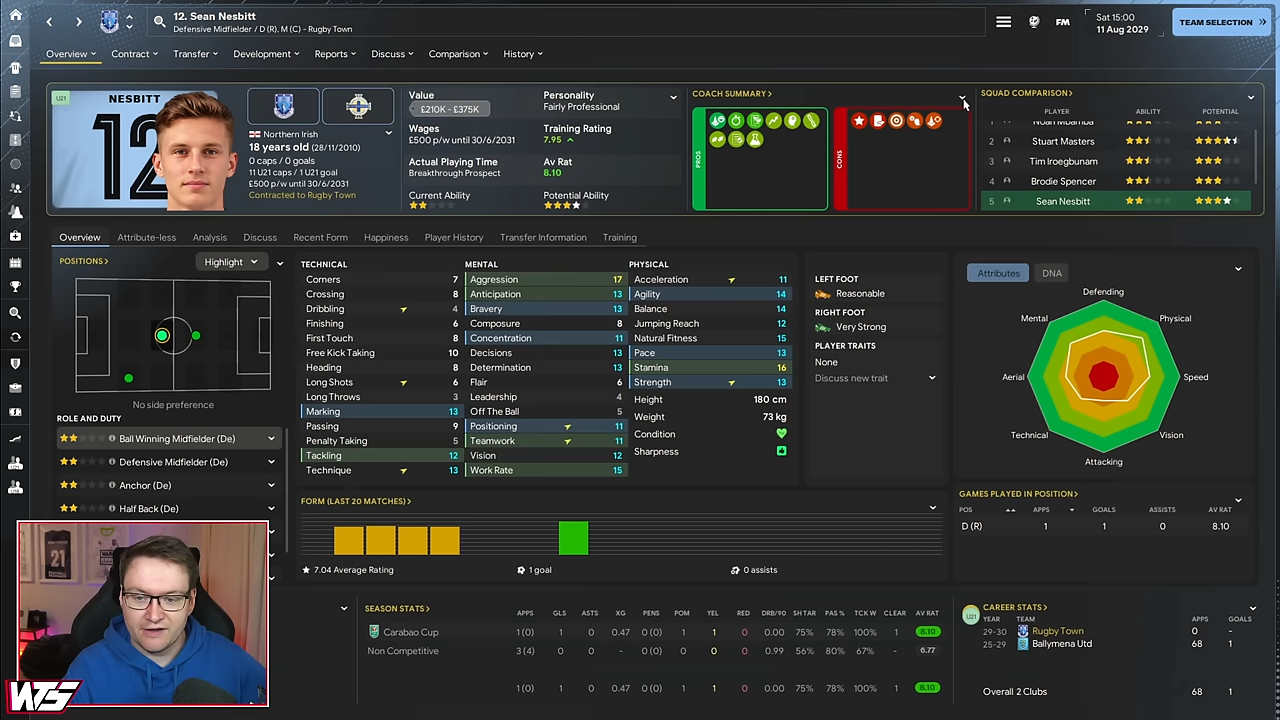 12. Sean Nesbitt
Defensive Midfielder / D (R), M (C) - Rugby Town
FM
Sat 15:00
11 Aug 2029
TEAM SELECTION
Overview
Contract
Transfer
Development
Reports
Discuss
Comparison
History
U21
NESBITT
12
Northern Irish
18 years old (28/11/2010)
0 caps / 0 goals
11 U21 caps / 1 U21 goal
£500 p/w until 30/6/2031
Contracted to Rugby Town
Value
£210K - £375K
Wages
£500 p/w until 30/6/2031
Actual Playing Time
Breakthrough Prospect
Current Ability
Personality
Fairly Professional
Training Rating
7.95
Av Rat
8.10
Potential Ability
COACH SUMMARY >
PROS
CONS
SQUAD COMPARISON >
PLAYER ABILITY POTENTIAL
1 Noah Mbamba
2 Stuart Masters
3 Tim Iroegbunam
4 Brodie Spencer
5 Sean Nesbitt
Overview
Attribute-less
Analysis
Discuss
Recent Form
Happiness
Player History
Transfer Information
Training
POSITIONS >
Highlight
No side preference
ROLE AND DUTY
Ball Winning Midfielder (De)
Defensive Midfielder (De)
Anchor (De)
Half Back (De)
TECHNICAL
Corners 7
Crossing 8
Dribbling 4
Finishing 6
First Touch 8
Free Kick Taking 10
Heading 8
Long Shots 6
Long Throws 3
Marking 13
Passing 9
Penalty Taking 5
Tackling 12
Technique 13
MENTAL
Aggression 17
Anticipation 13
Bravery 13
Composure 8
Concentration 11
Decisions 13
Determination 13
Flair 6
Leadership 4
Off The Ball 5
Positioning 11
Teamwork 11
Vision 12
Work Rate 15
PHYSICAL
Acceleration 11
Agility 14
Balance 14
Jumping Reach 12
Natural Fitness 15
Pace 13
Stamina 16
Strength 13
Height 180 cm
Weight 73 kg
Condition
Sharpness
LEFT FOOT
Reasonable
RIGHT FOOT
Very Strong
PLAYER TRAITS
None
Discuss new trait
Attributes
DNA
Defending
Physical
Speed
Vision
Attacking
Technical
Aerial
Mental
FORM (LAST 20 MATCHES) >
7.04 Average Rating
1 goal
0 assists
GAMES PLAYED IN POSITION >
POS APPS GOALS ASSISTS AV RAT
D (R) 1 1 0 8.10
SEASON STATS >
APPS GLS ASTS XG PENS POM YEL RED DRB/90 SH TAR PAS % TCK W CLEAR AV RAT
Carabao Cup 1 (0) 1 0 0.47 0 (0) 1 1 0 0.00 75% 78% 100% 1 8.10
Non Competitive 3 (4) 0 0 - 0 (0) 0 0 0 0.99 56% 80% 67% - 6.77
1 (0) 1 0 0.47 0 (0) 1 1 0 0.00 75% 78% 100% 1 8.10
U21
CAREER STATS >
YEAR TEAM APPS GOALS
29-30 Rugby Town 0 -
25-29 Ballymena Utd 68 1
Overall 2 Clubs 68 1
21
WTS